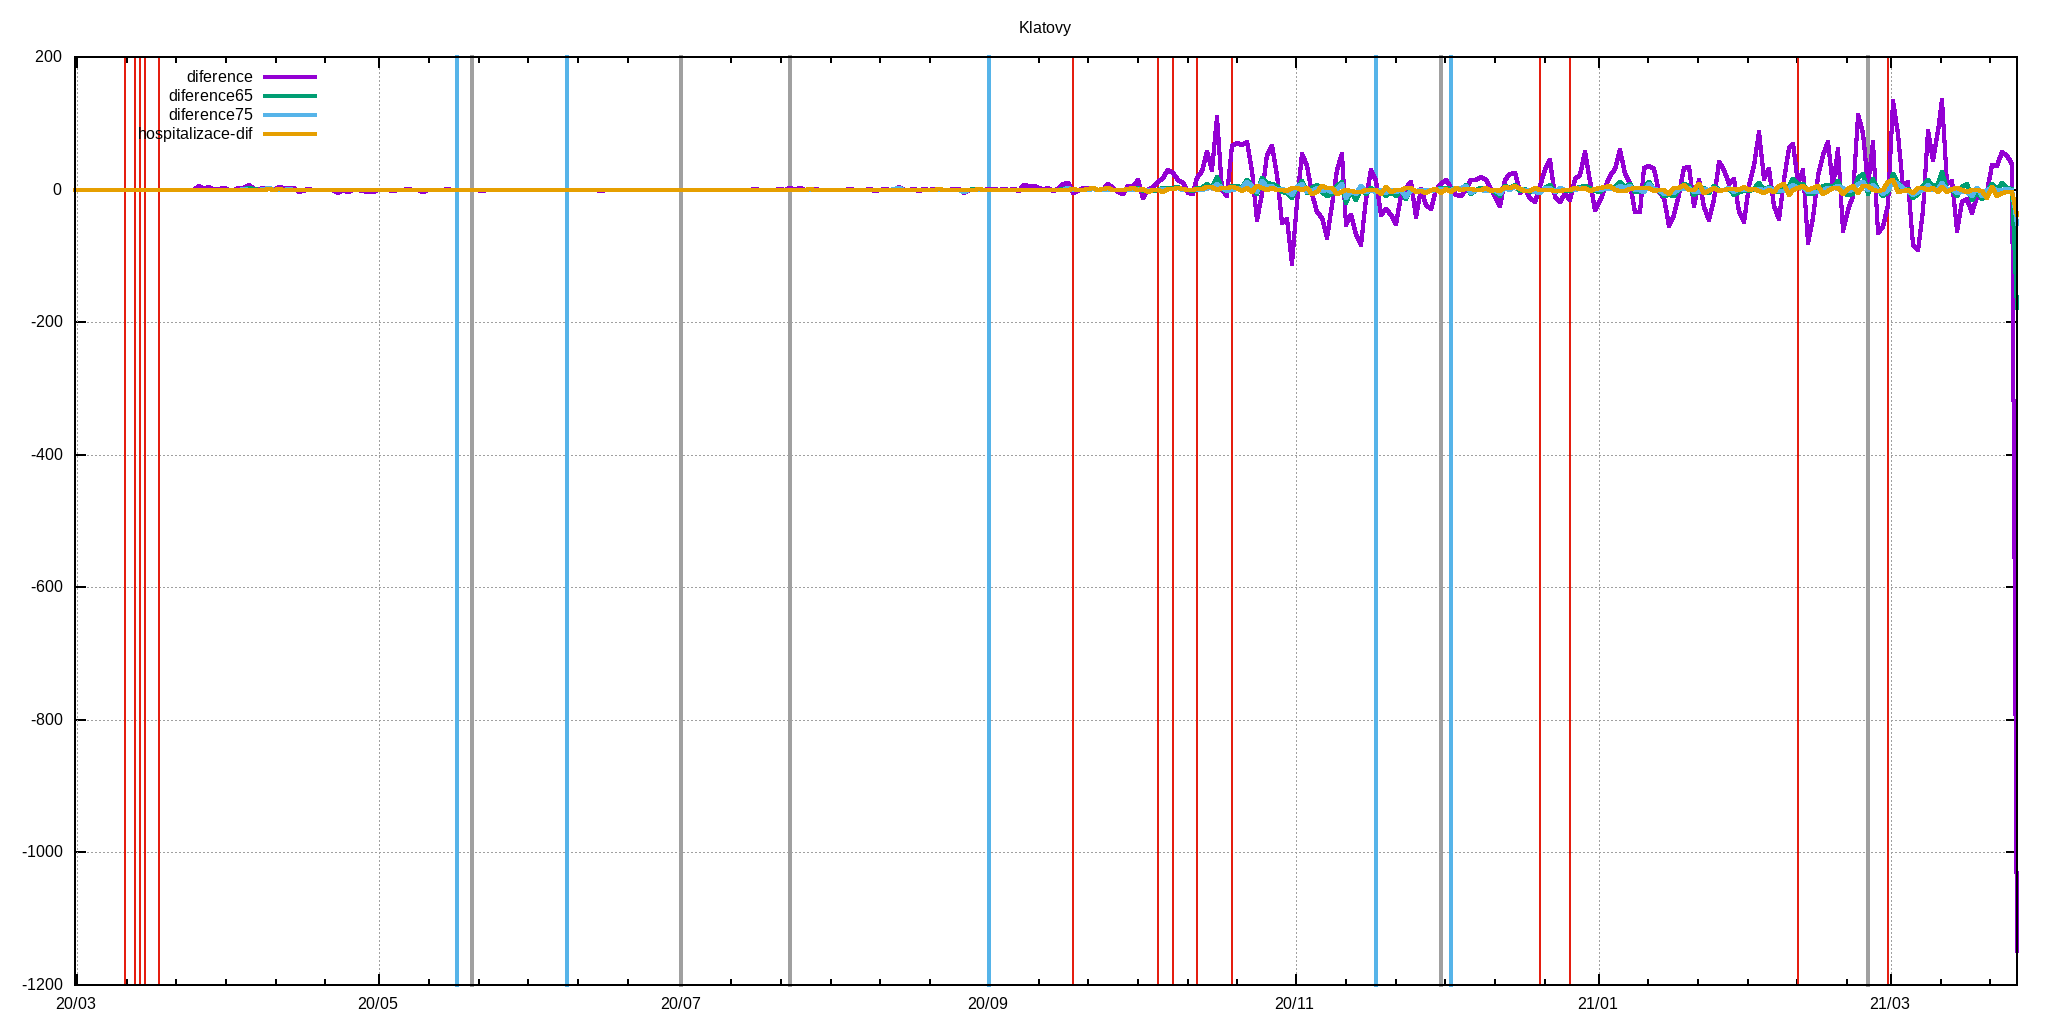 Klatovy
200
diference
diference65
diference75
hospitalizace-dif
0
-200
-400
-600
-800
-1000
-1200
20/03 20/05 20/07 20/09 20/11 21/01 21/03